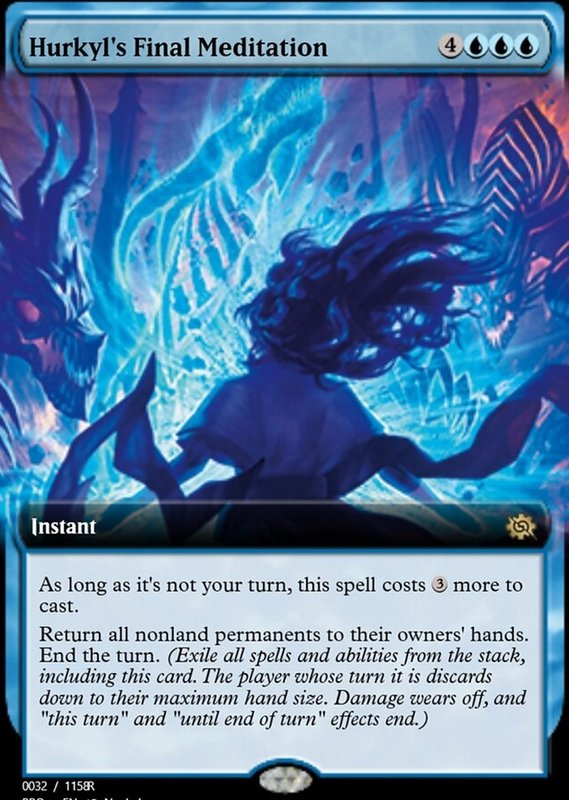 Hurkyl's Final Meditation
4
Instant
As long as it's not your turn, this spell costs 3 more to
cast.
Return all nonland permanents to their owners' hands.
End the turn. (Exile all spells and abilities from the stack,
including this card. The player whose turn it is discards
down to their maximum hand size. Damage wears off, and
"this turn" and "until end of turn" effects end.)
0032 / 1158R